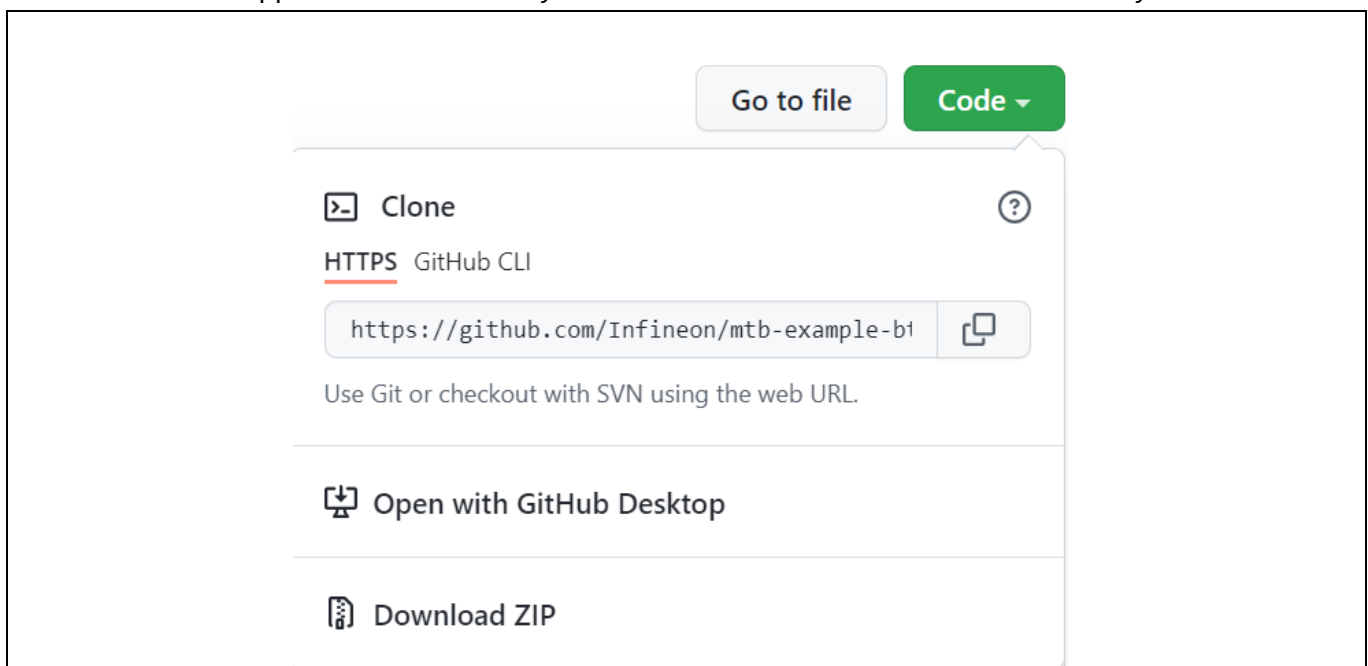 Go to file
Code
Clone
HTTPS GitHub CLI
https://github.com/Infineon/mtb-example-bt
Use Git or checkout with SVN using the web URL.
Open with GitHub Desktop
Download ZIP